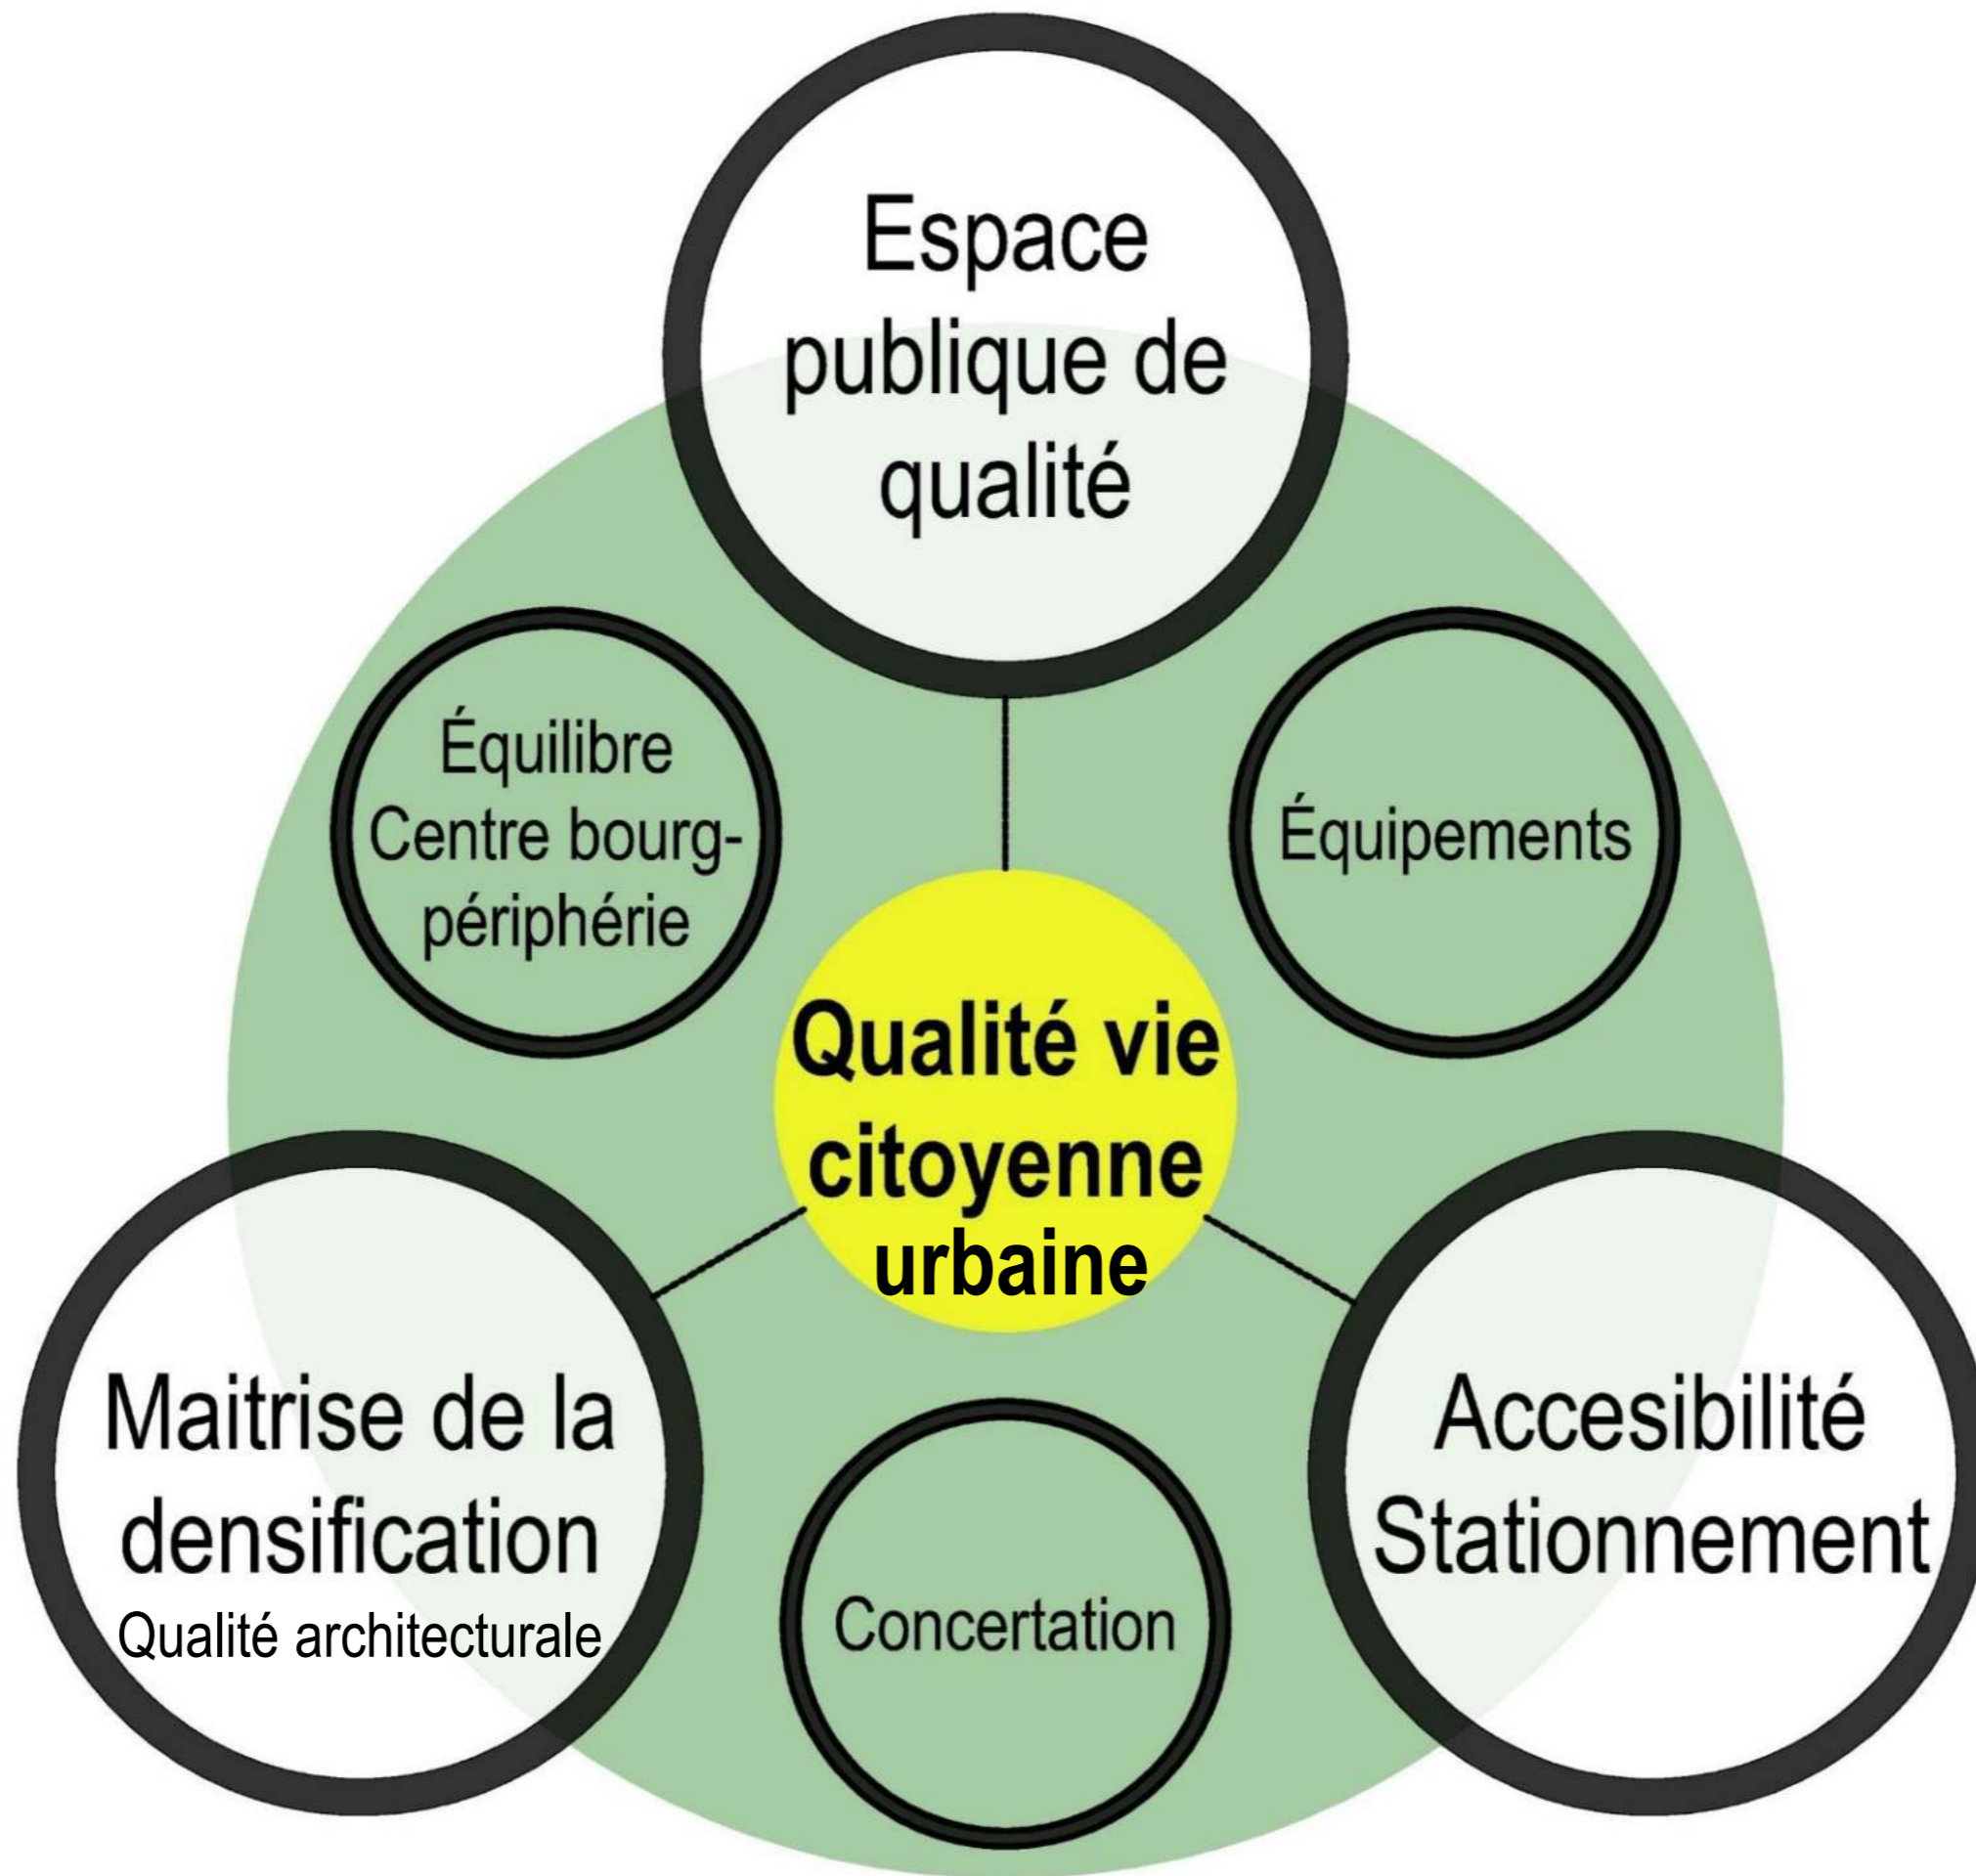 Espace
publique de
qualité
Équilibre
Centre bourg-
périphérie
Équipements
Qualité vie
citoyenne
urbaine
Maitrise de la
densification
Qualité architecturale
Accesibilité
Stationnement
Concertation